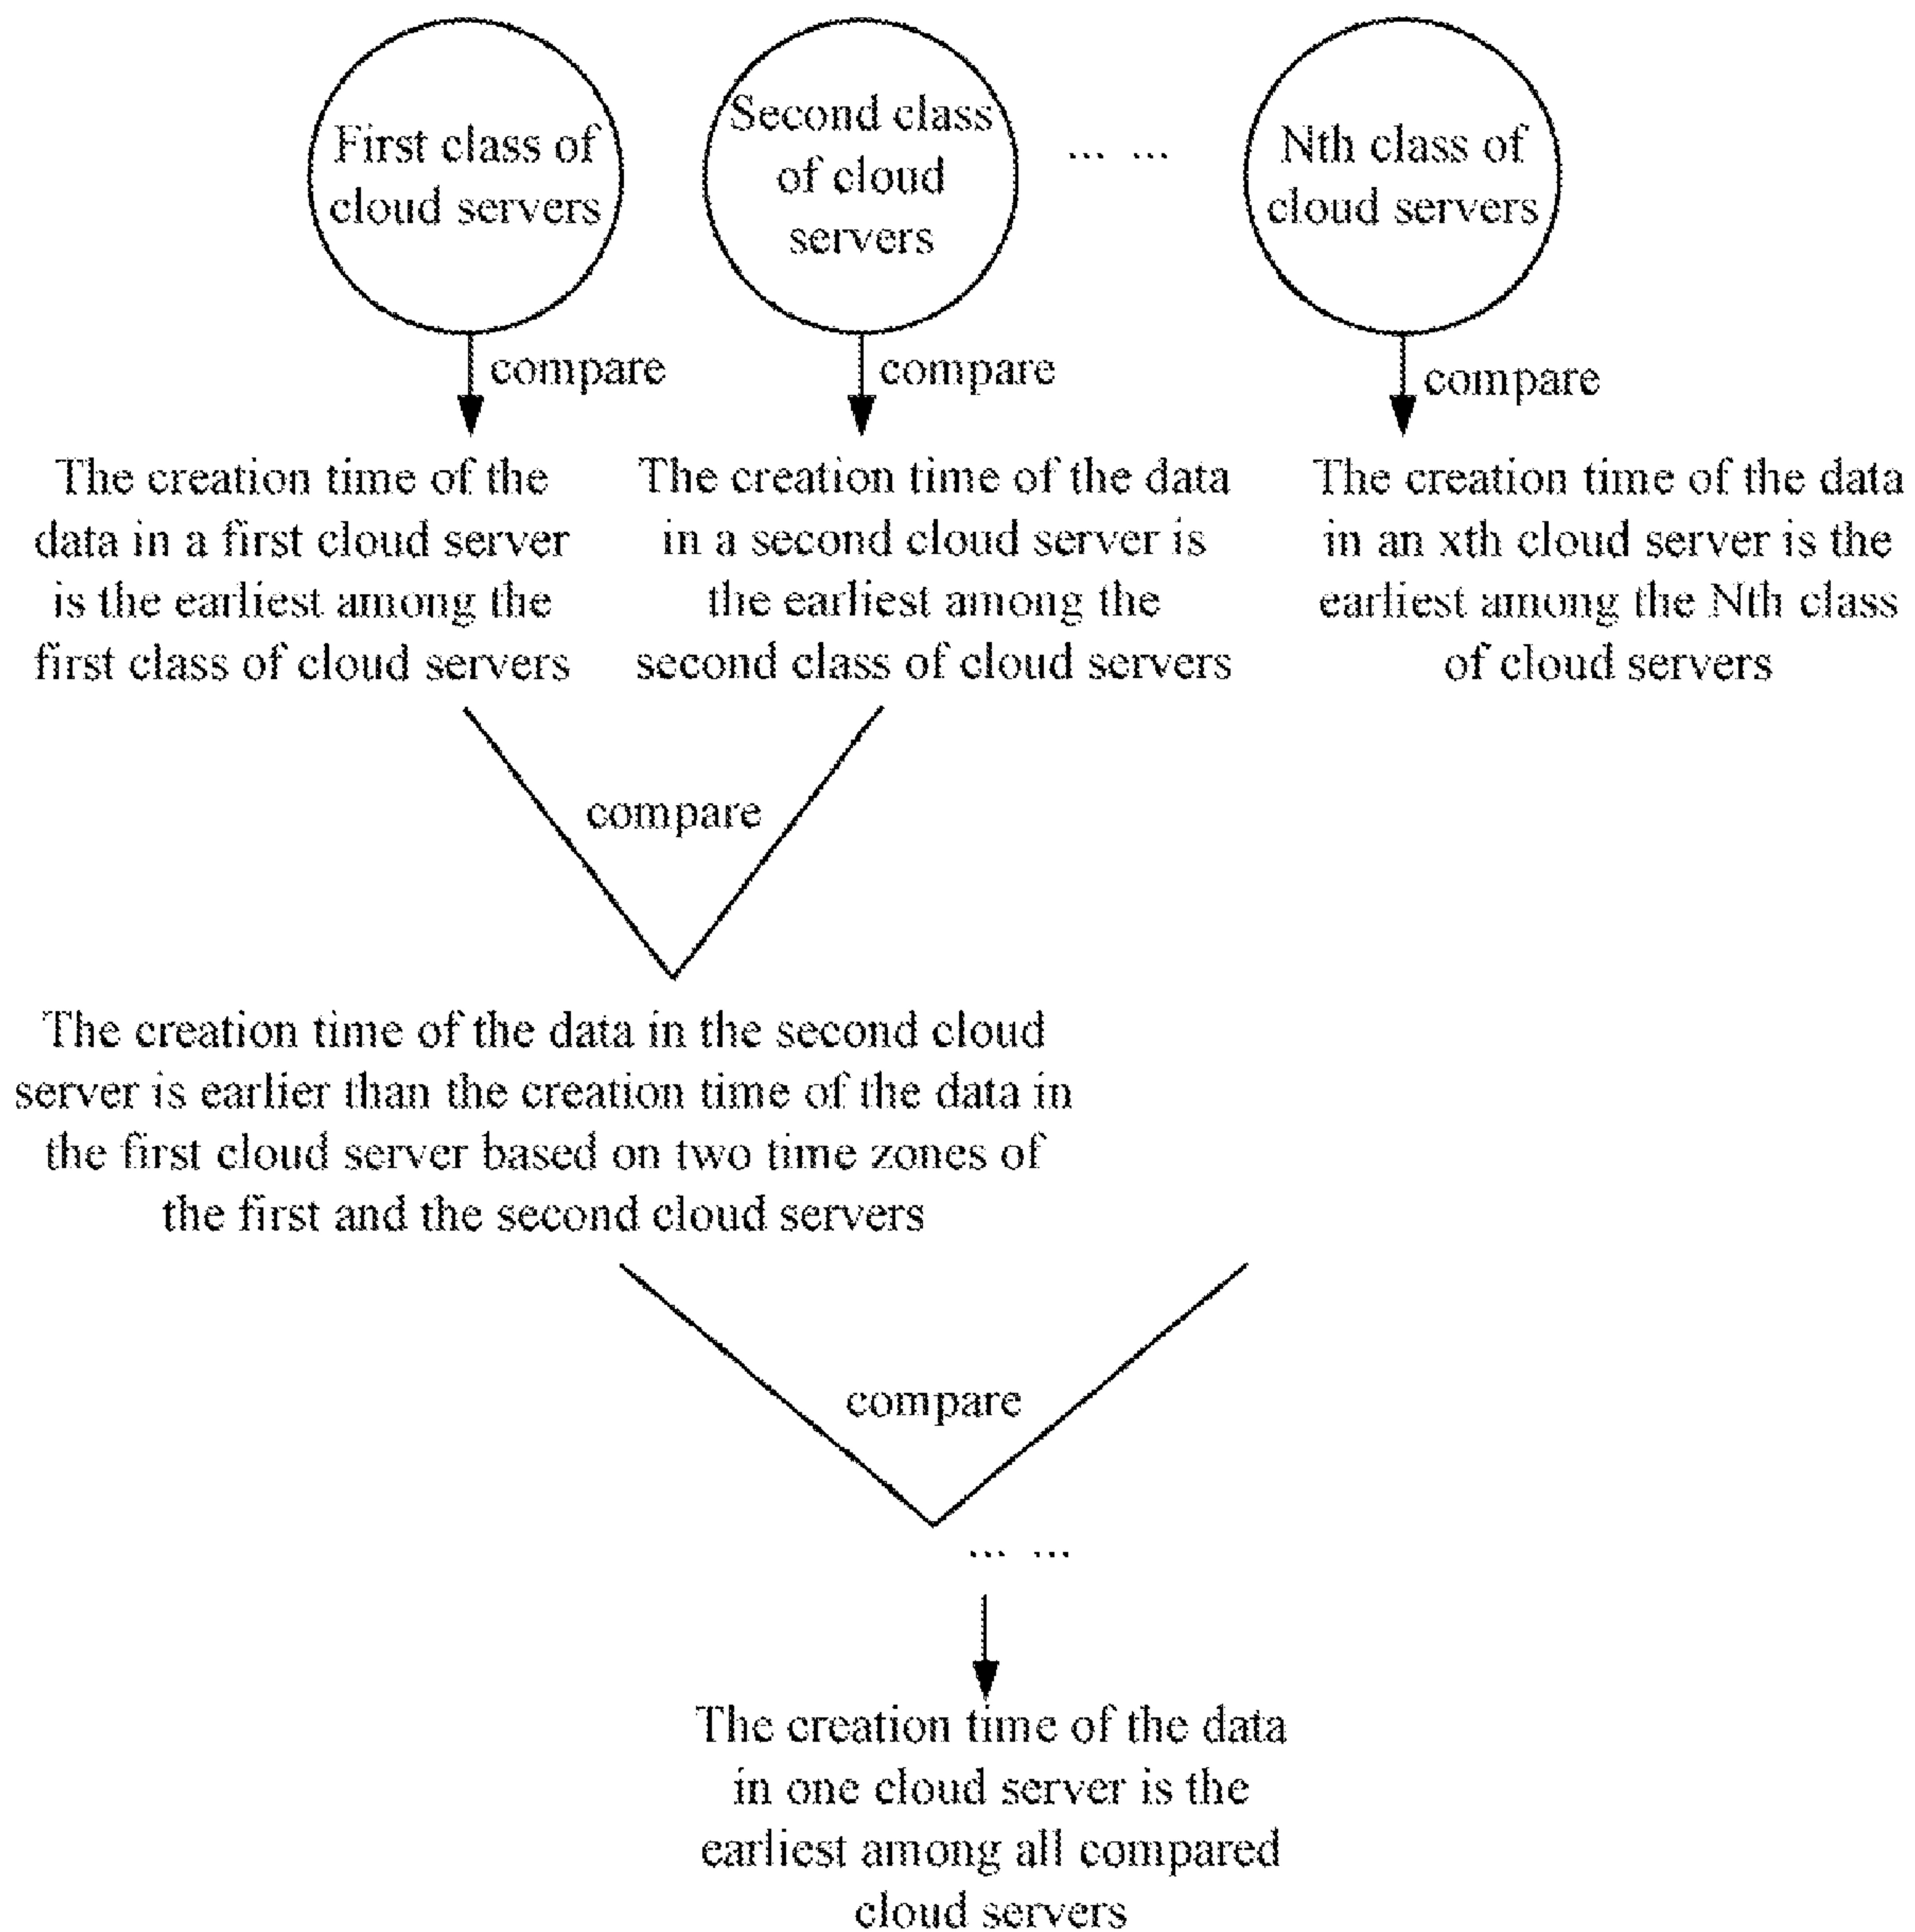 First class of
cloud servers
Second class
of cloud
servers
... ...
Nth class of
cloud servers
compare
compare
compare
The creation time of the
data in a first cloud server
is the earliest among the
first class of cloud servers
The creation time of the data
in a second cloud server is
the earliest among the
second class of cloud servers
The creation time of the data
in an xth cloud server is the
earliest among the Nth class
of cloud servers
compare
The creation time of the data in the second cloud
server is earlier than the creation time of the data in
the first cloud server based on two time zones of
the first and the second cloud servers
compare
... ...
The creation time of the data
in one cloud server is the
earliest among all compared
cloud servers